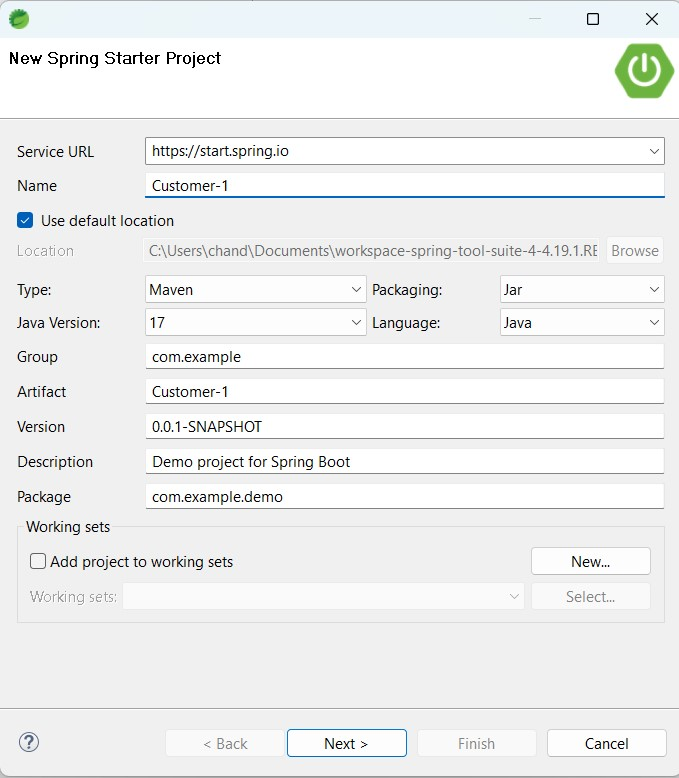 New Spring Starter Project
Service URL https://start.spring.io
Name Customer-1
Use default location
Location C:\Users\chand\Documents\workspace-spring-tool-suite-4-4.19.1.RE Browse
Type: Maven Packaging: Jar
Java Version: 17 Language: Java
Group com.example
Artifact Customer-1
Version 0.0.1-SNAPSHOT
Description Demo project for Spring Boot
Package com.example.demo
Working sets
Add project to working sets New...
Working sets: Select...
? < Back Next > Finish Cancel